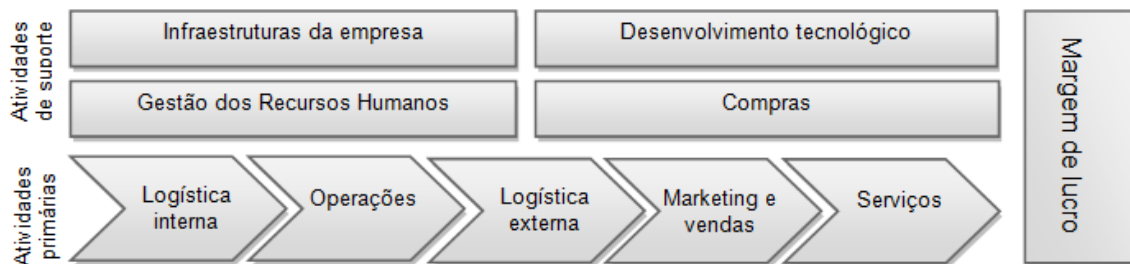 Atividades
de suporte
Infraestruturas da empresa
Desenvolvimento tecnológico
Gestão dos Recursos Humanos
Compras
Atividades
primárias
Logística
interna
Operações
Logística
externa
Marketing e
vendas
Serviços
Margem de lucro